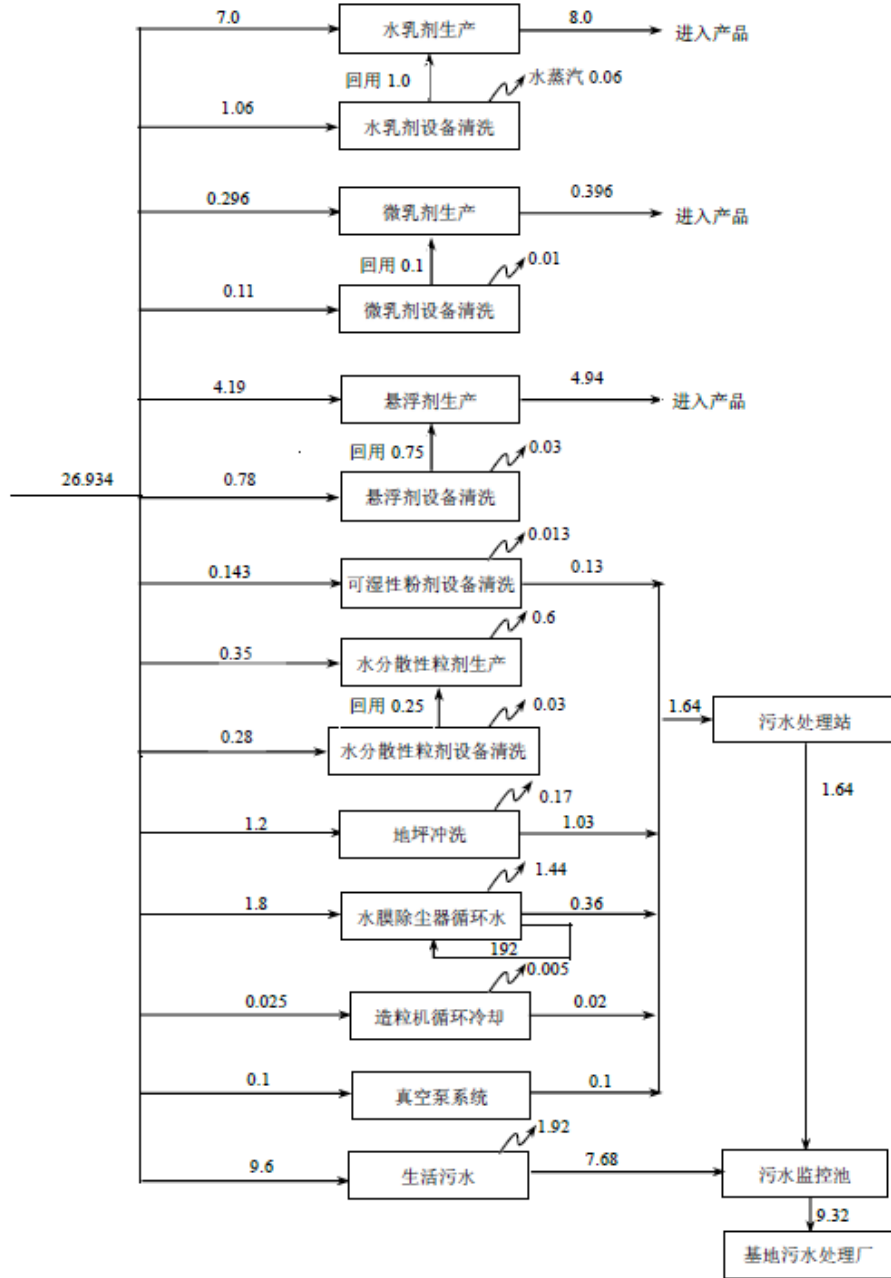 7.0
水乳剂生产
8.0
进入产品
回用 1.0
水蒸汽 0.06
1.06
水乳剂设备清洗
0.296
微乳剂生产
0.396
进入产品
回用 0.1
0.01
0.11
微乳剂设备清洗
4.19
悬浮剂生产
4.94
进入产品
回用 0.75
0.03
26.934
0.78
悬浮剂设备清洗
0.013
0.143
可湿性粉剂设备清洗
0.13
0.6
0.35
水分散性粒剂生产
回用 0.25
0.03
0.28
水分散性粒剂设备清洗
1.64
污水处理站
0.17
1.64
1.2
地坪冲洗
1.03
1.44
1.8
水膜除尘器循环水
0.36
192
0.005
0.025
造粒机循环冷却
0.02
0.1
真空泵系统
0.1
1.92
9.6
生活污水
7.68
污水监控池
9.32
基地污水处理厂